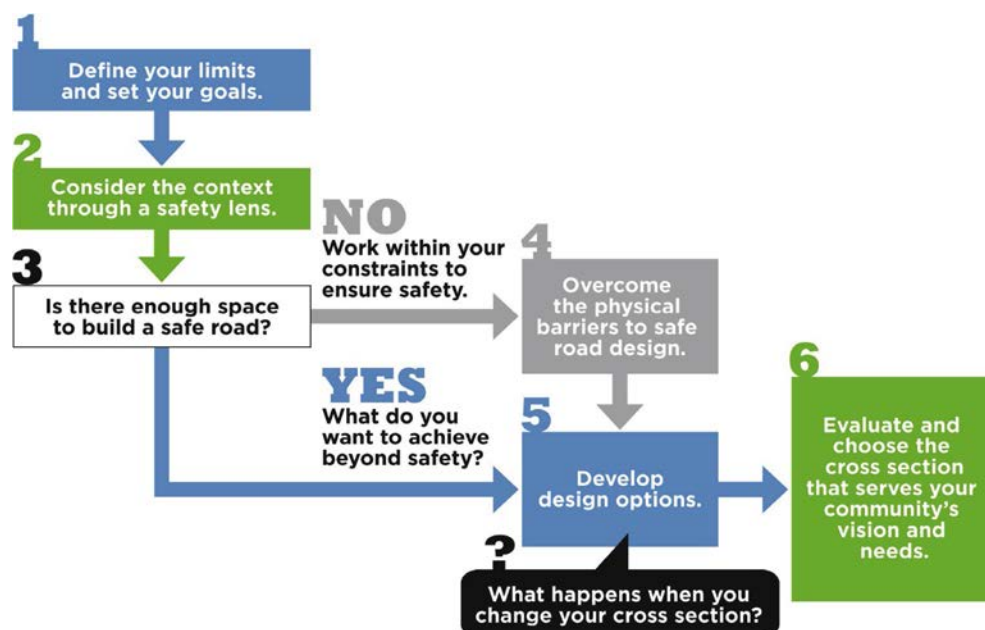 1
Define your limits
and set your goals.
2
Consider the context
through a safety lens.
3
Is there enough space
to build a safe road?
NO
Work within your
constraints to
ensure safety.
4
Overcome
the physical
barriers to safe
road design.
YES
What do you
want to achieve
beyond safety?
5
Develop
design options.
?
What happens when you
change your cross section?
6
Evaluate and
choose the
cross section
that serves your
community’s
vision and
needs.